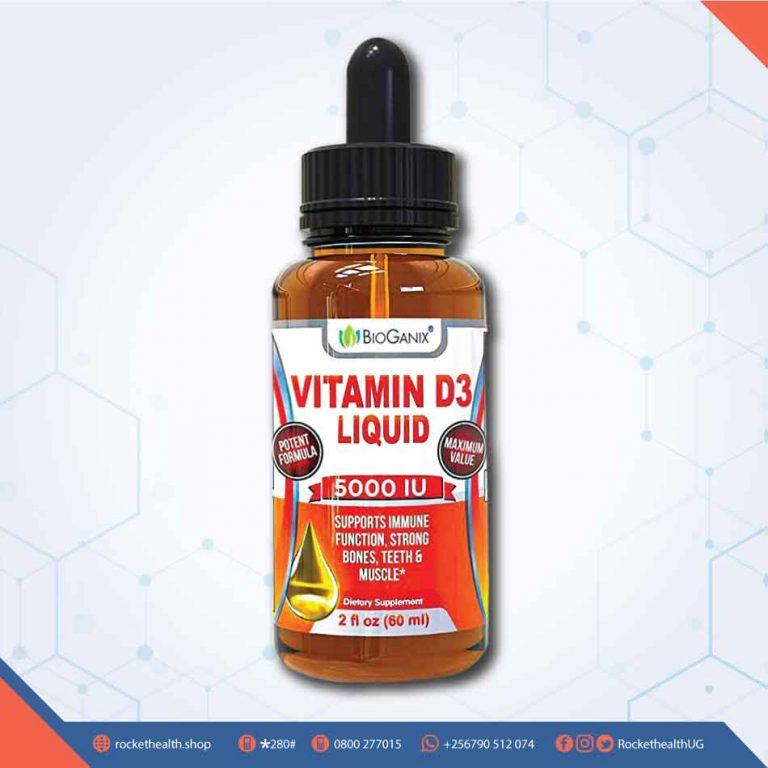 BIOGANIX®
VITAMIN D3
LIQUID
POTENT
FORMULA
MAXIMUM
VALUE
5000 IU
SUPPORTS IMMUNE
FUNCTION, STRONG
BONES, TEETH &
MUSCLE*
Dietary Supplement
2 fl oz (60 ml)
rockethealth.shop *280# 0800 277015 +256790 512 074 RockethealthUG